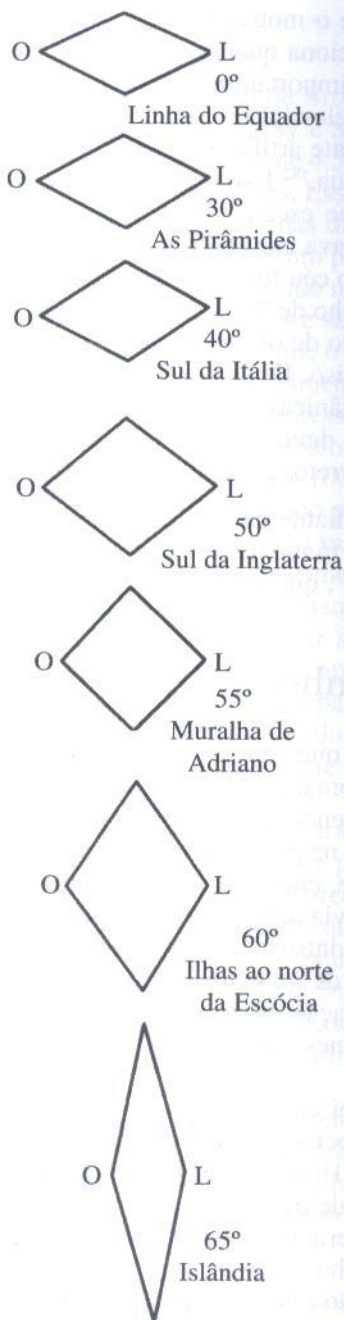 O L
0º
Linha do Equador
O L
30º
As Pirâmides
O L
40º
Sul da Itália
O L
50º
Sul da Inglaterra
O L
55º
Muralha de
Adriano
O L
60º
Ilhas ao norte
da Escócia
O L
65º
Islândia